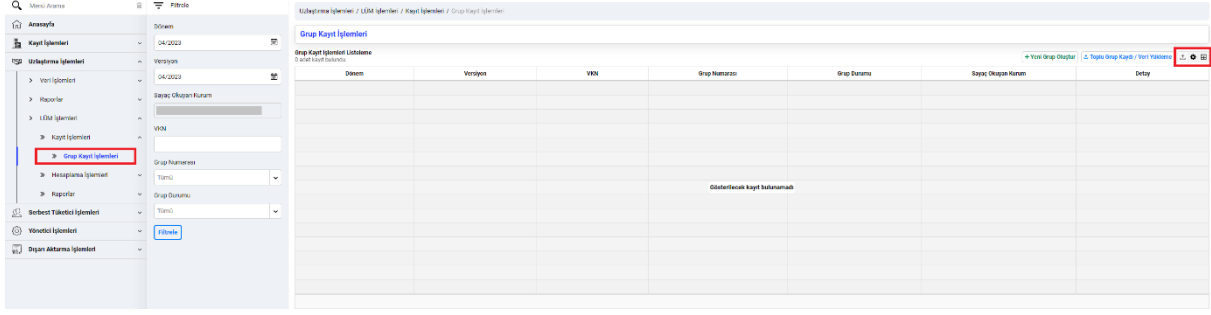 Menü Arama
Anasayfa
Kayıt İşlemleri
Uzlaştırma İşlemleri
Veri İşlemleri
Raporlar
LÜM İşlemleri
Kayıt İşlemleri
Grup Kayıt İşlemleri
Hesaplama İşlemleri
Raporlar
Serbest Tüketici İşlemleri
Yönetici İşlemleri
Dışarı Aktarma İşlemleri
Filtrele
Dönem
04/2023
Versiyon
04/2023
Sayaç Okuyan Kurum
VKN
Grup Numarası
Tümü
Grup Durumu
Tümü
Filtrele
Uzlaştırma İşlemleri / LÜM İşlemleri / Kayıt İşlemleri / Grup Kayıt İşlemleri
Grup Kayıt İşlemleri
Grup Kayıt İşlemleri Listeleme
0 adet kayıt bulundu
+ Yeni Grup Oluştur Toplu Grup Kaydı / Veri Yükleme
Dönem Versiyon VKN Grup Numarası Grup Durumu Sayaç Okuyan Kurum Detay
Gösterilecek kayıt bulunamadı